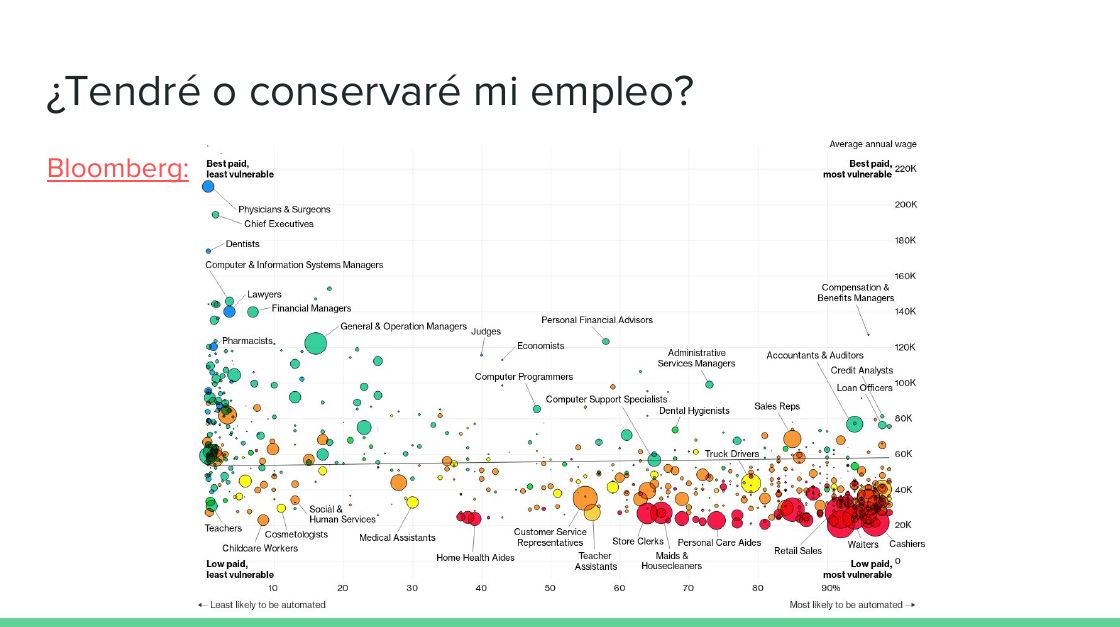 ¿Tendré o conservaré mi empleo?
Bloomberg:
Average annual wage
Best paid,
least vulnerable
Best paid,
most vulnerable
220K
200K
180K
160K
140K
120K
100K
80K
60K
40K
20K
0
Physicians & Surgeons
Chief Executives
Dentists
Computer & Information Systems Managers
Lawyers
Financial Managers
Compensation &
Benefits Managers
General & Operation Managers
Judges
Personal Financial Advisors
Pharmacists
Economists
Administrative
Services Managers
Accountants & Auditors
Credit Analysts
Computer Programmers
Loan Officers
Computer Support Specialists
Dental Hygienists
Sales Reps
Truck Drivers
Teachers
Social &
Human Services
Cosmetologists
Childcare Workers
Medical Assistants
Home Health Aides
Customer Service
Representatives
Teacher
Assistants
Store Clerks
Maids &
Housecleaners
Personal Care Aides
Retail Sales
Waiters
Cashiers
Low paid,
least vulnerable
Low paid,
most vulnerable
10
20
30
40
50
60
70
80
90%
← Least likely to be automated
Most likely to be automated →